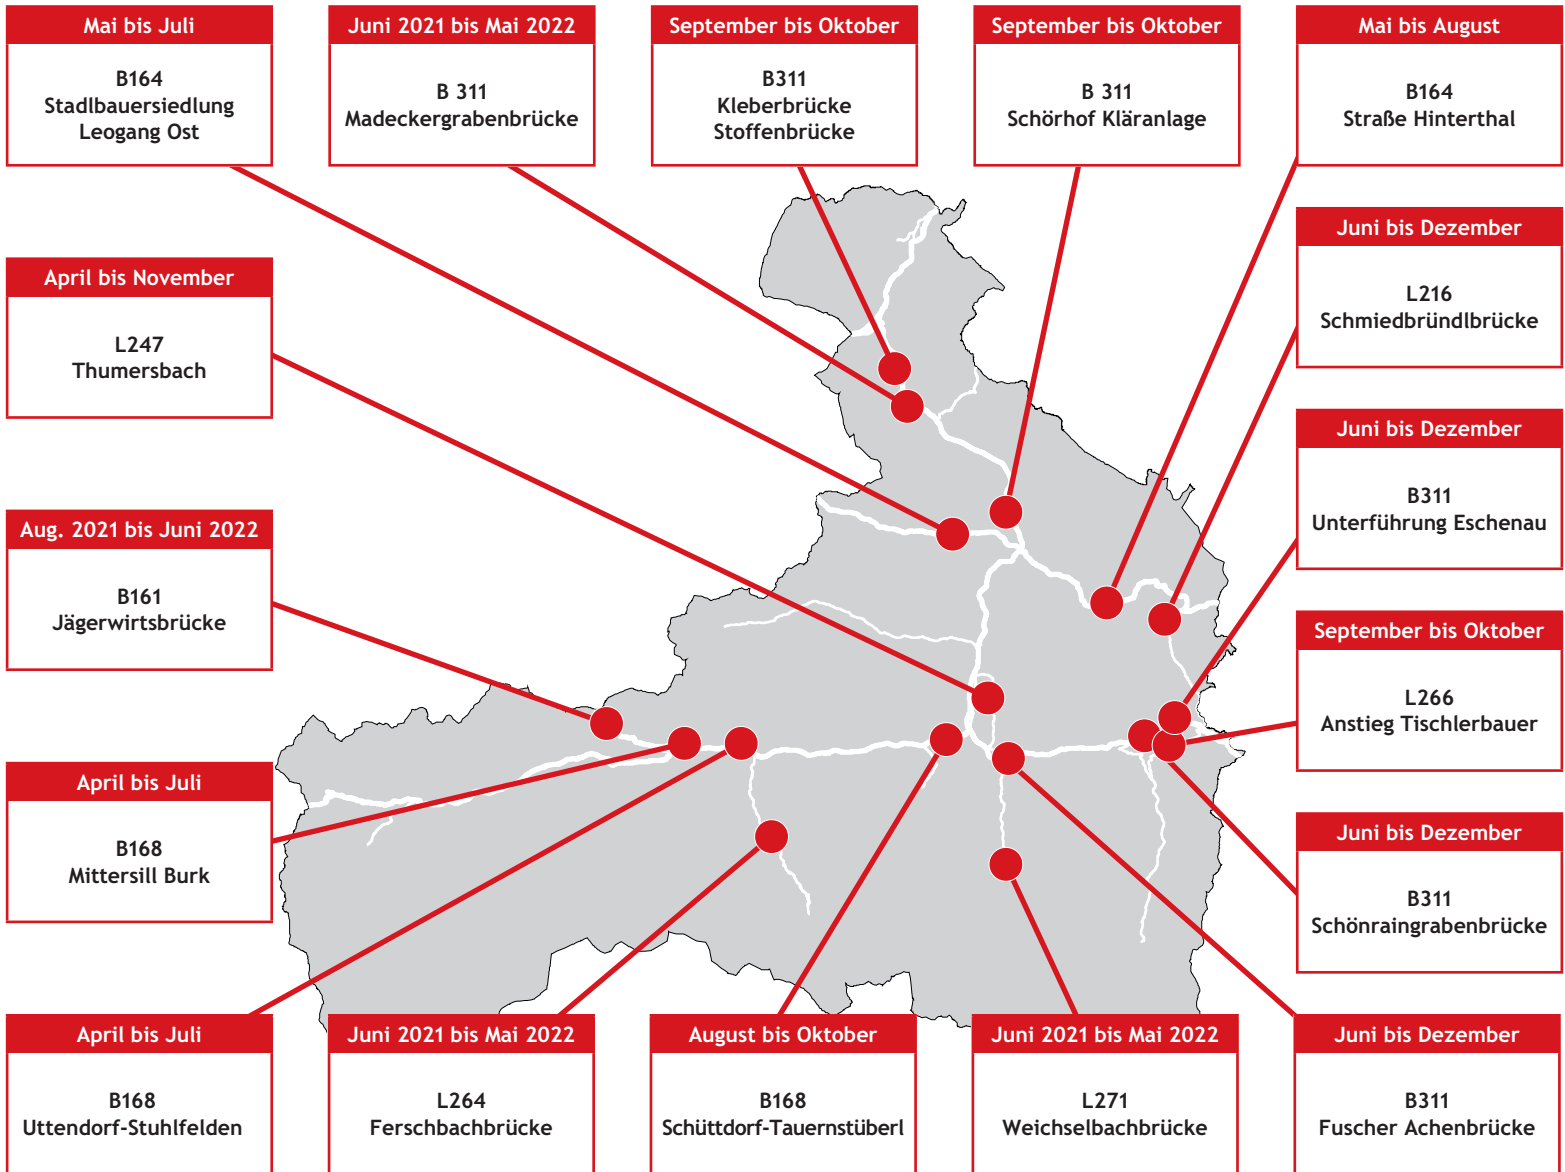 Mai bis Juli
B164
Stadlbauersiedlung
Leogang Ost
Juni 2021 bis Mai 2022
B 311
Madeckergrabenbrücke
September bis Oktober
B311
Kleberbrücke
Stoffenbrücke
September bis Oktober
B 311
Schörhof Kläranlage
Mai bis August
B164
Straße Hinterthal
Juni bis Dezember
L216
Schmiedbründlbrücke
April bis November
L247
Thumersbach
Juni bis Dezember
B311
Unterführung Eschenau
Aug. 2021 bis Juni 2022
B161
Jägerwirtsbrücke
September bis Oktober
L266
Anstieg Tischlerbauer
April bis Juli
B168
Mittersill Burk
Juni bis Dezember
B311
Schönraingrabenbrücke
April bis Juli
B168
Uttendorf-Stuhlfelden
Juni 2021 bis Mai 2022
L264
Ferschbachbrücke
August bis Oktober
B168
Schüttdorf-Tauernstüberl
Juni 2021 bis Mai 2022
L271
Weichselbachbrücke
Juni bis Dezember
B311
Fuscher Achenbrücke